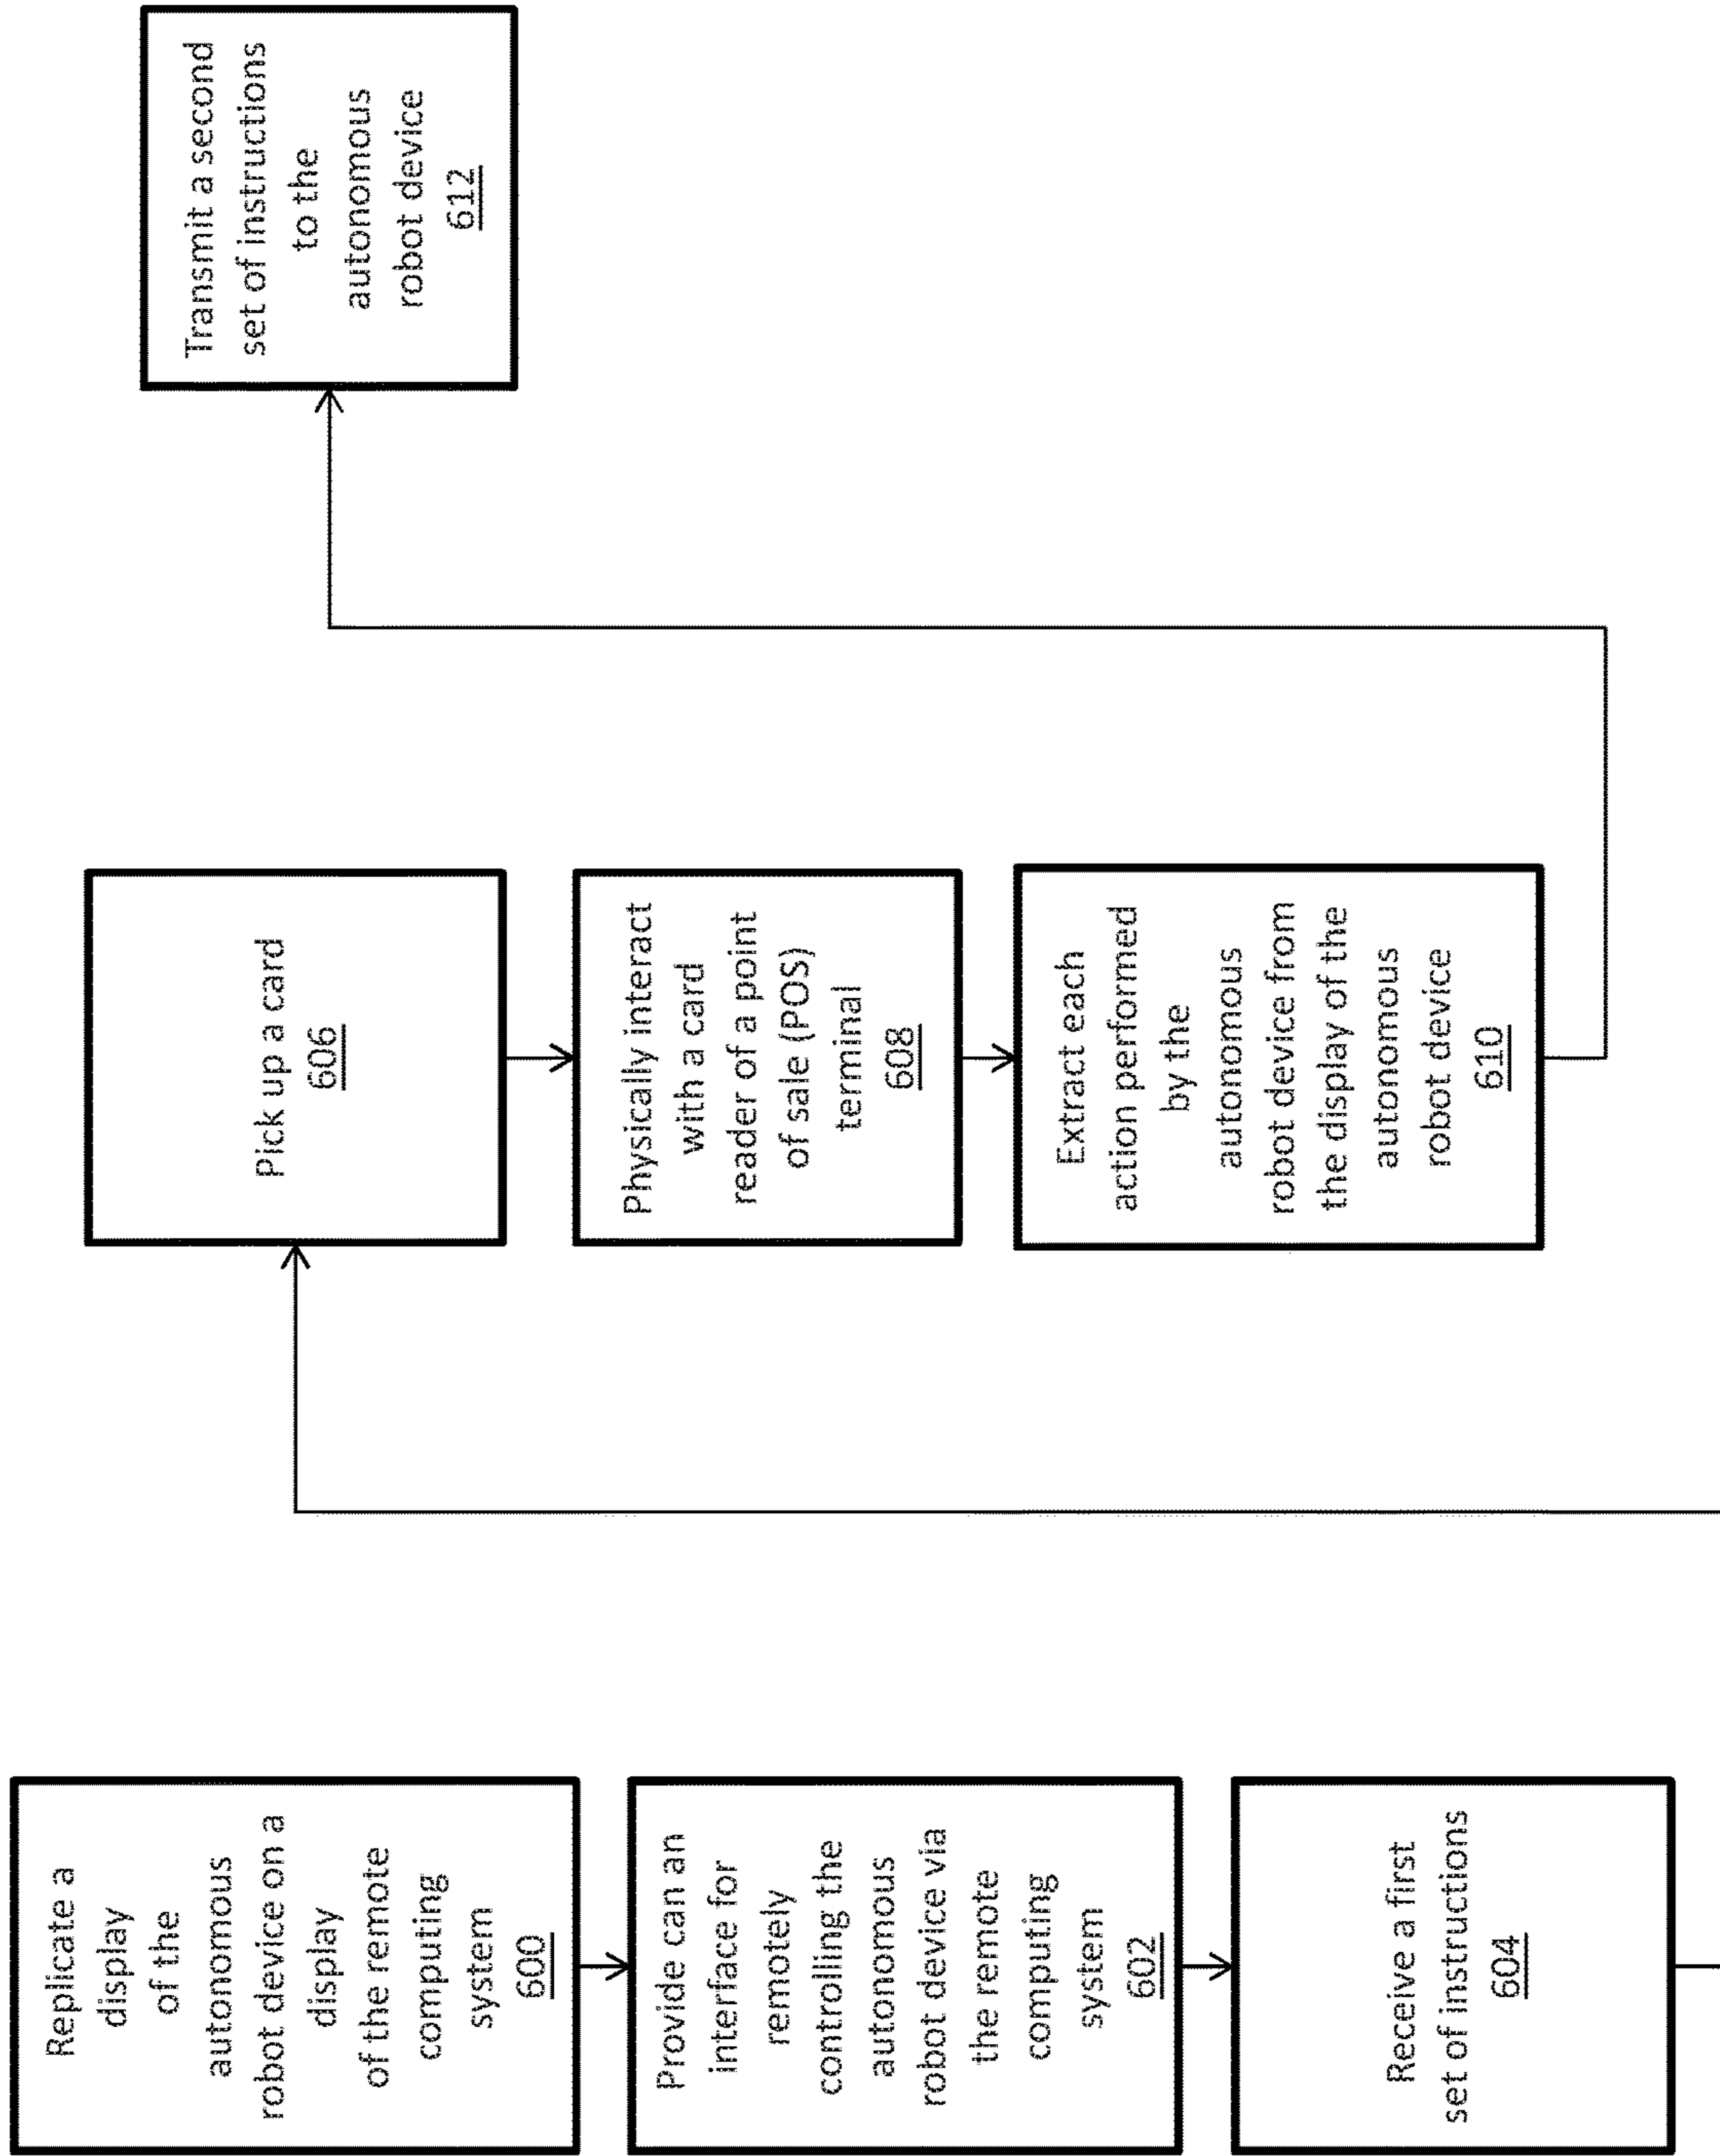 Replicate a
display
of the
autonomous
robot device on a
display
of the remote
computing
system
600
Provide can an
interface for
remotely
controlling the
autonomous
robot device via
the remote
computing
system
602
Receive a first
set of instructions
604
Pick up a card
606
Physically interact
with a card
reader of a point
of sale (POS)
terminal
608
Extract each
action performed
by the
autonomous
robot device from
the display of the
autonomous
robot device
610
Transmit a second
set of instructions
to the
autonomous
robot device
612